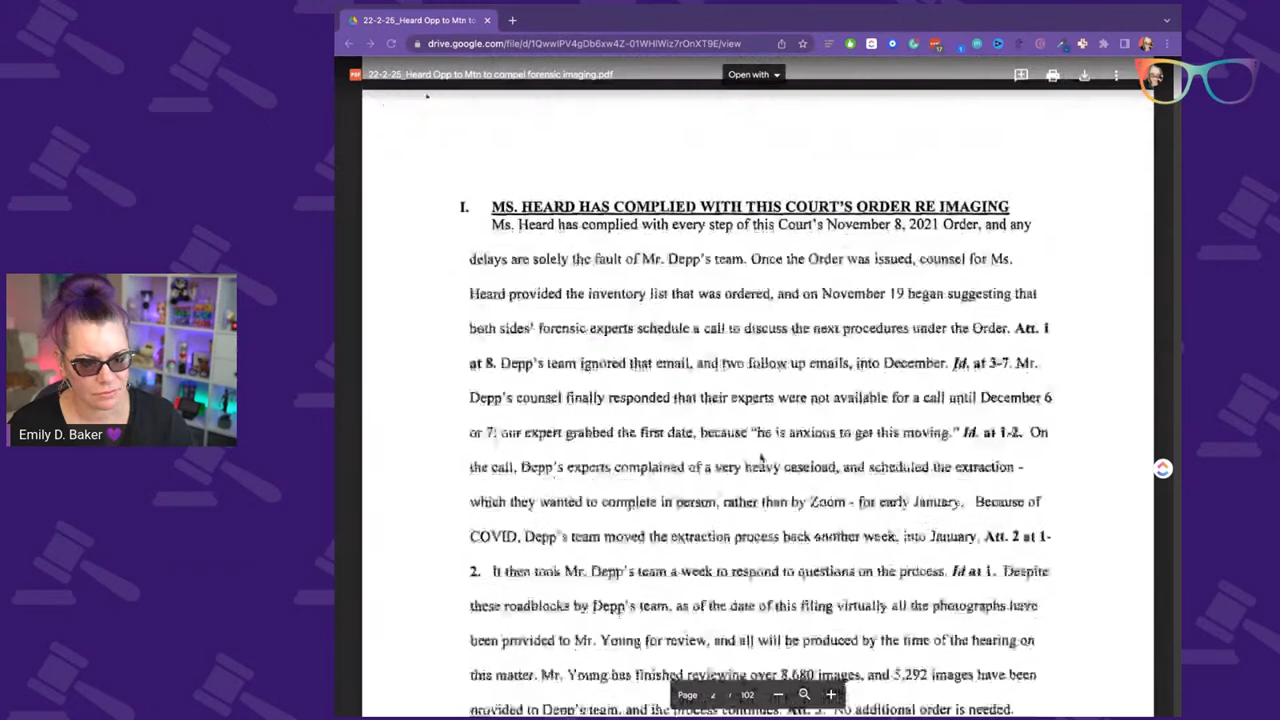 22-2-25_Heard Opp to Mtn to
drive.google.com/file/d/1QwwIPV4gDb6xw4Z-01WHlWiz7rOnXT9E/view
PDF 22-2-25_Heard Opp to Mtn to compel forensic imaging.pdf
Open with
I. MS. HEARD HAS COMPLIED WITH THIS COURT'S ORDER RE IMAGING
Ms. Heard has complied with every step of this Court's November 8, 2021 Order, and any
delays are solely the fault of Mr. Depp's team. Once the Order was issued, counsel for Ms.
Heard provided the inventory list that was ordered, and on November 19 began suggesting that
both sides' forensic experts schedule a call to discuss the next procedures under the Order. Att. 1
at 8. Depp's team ignored that email, and two follow up emails, into December. Id. at 3-7. Mr.
Depp's counsel finally responded that their experts were not available for a call until December 6
or 7; our expert grabbed the first date, because "he is anxious to get this moving." Id. at 1-2. On
the call, Depp's experts complained of a very heavy caseload, and scheduled the extraction -
which they wanted to complete in person, rather than by Zoom - for early January. Because of
COVID, Depp's team moved the extraction process back another week, into January. Att. 2 at 1-
2. It then took Mr. Depp's team a week to respond to questions on the process. Id at 1. Despite
these roadblocks by Depp's team, as of the date of this filing virtually all the photographs have
been provided to Mr. Young for review, and all will be produced by the time of the hearing on
this matter. Mr. Young has finished reviewing over 8,680 images, and 5,292 images have been
provided to Depp's team, and the process continues. Att. 3. No additional order is needed.
Page 2 / 102
Emily D. Baker